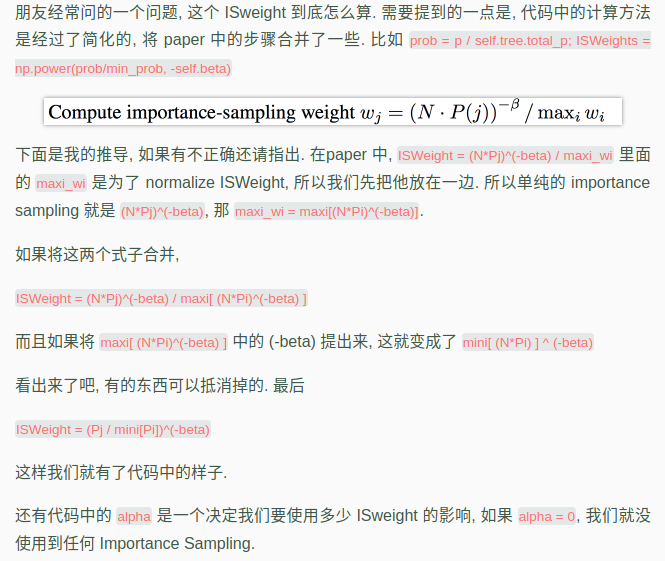 朋友经常问的一个问题, 这个 ISweight 到底怎么算. 需要提到的一点是, 代码中的计算方法
是经过了简化的, 将 paper 中的步骤合并了一些. 比如 prob = p / self.tree.total_p; ISWeights =
np.power(prob/min_prob, -self.beta)
Compute importance-sampling weight wⱼ = (N · P(j))^{−β} / maxᵢ wᵢ
下面是我的推导, 如果有不正确还请指出. 在paper 中, ISWeight = (N*Pj)^(-beta) / maxi_wi 里面
的 maxi_wi 是为了 normalize ISWeight, 所以我们先把他放在一边. 所以单纯的 importance
sampling 就是 (N*Pj)^(-beta), 那 maxi_wi = maxi[(N*Pi)^(-beta)].
如果将这两个式子合并,
ISWeight = (N*Pj)^(-beta) / maxi[ (N*Pi)^(-beta) ]
而且如果将 maxi[ (N*Pi)^(-beta) ] 中的 (-beta) 提出来, 这就变成了 mini[ (N*Pi) ] ^ (-beta)
看出来了吧, 有的东西可以抵消掉的. 最后
ISWeight = (Pj / mini[Pi])^(-beta)
这样我们就有了代码中的样子.
还有代码中的 alpha 是一个决定我们要使用多少 ISweight 的影响, 如果 alpha = 0, 我们就没
使用到任何 Importance Sampling.